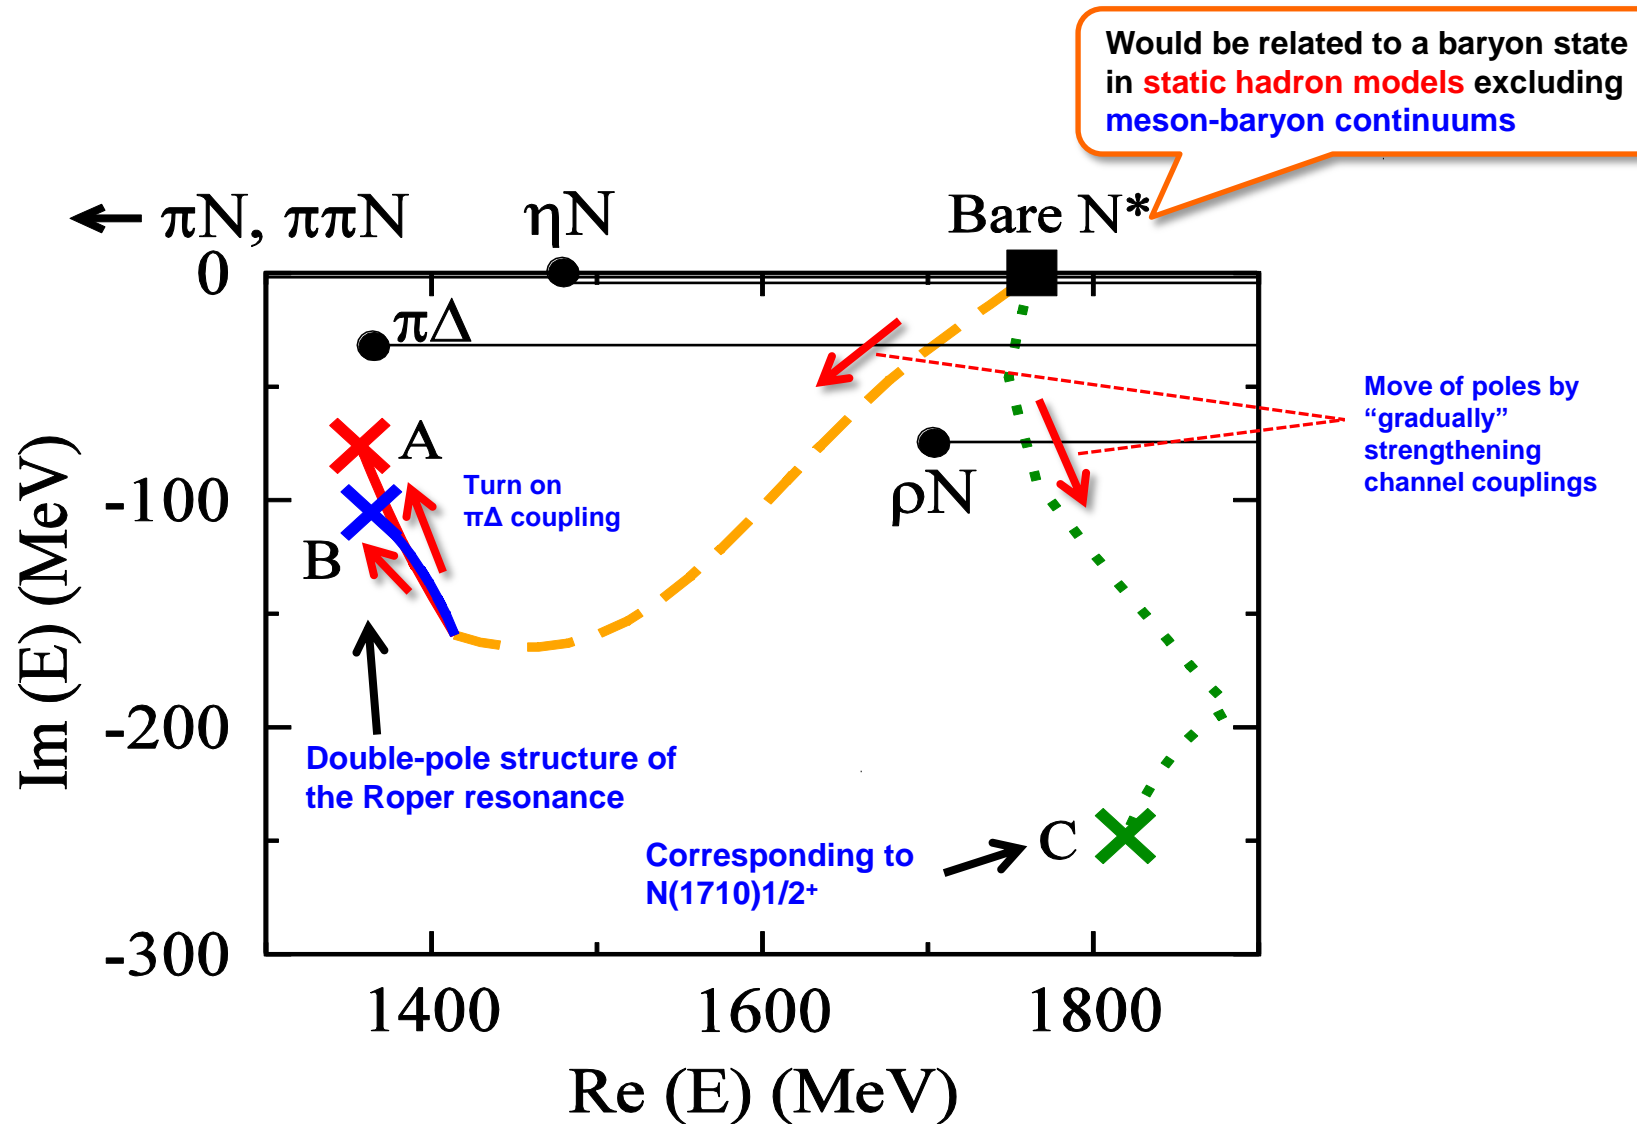 Would be related to a baryon state
in static hadron models excluding
meson-baryon continuums
πN, ππN
ηN
Bare N*
0
πΔ
A
Turn on
πΔ coupling
Move of poles by
“gradually”
strengthening
channel couplings
ρN
-100
B
Im (E) (MeV)
-200
Double-pole structure of
the Roper resonance
C
Corresponding to
N(1710)1/2⁺
-300
1400
1600
1800
Re (E) (MeV)